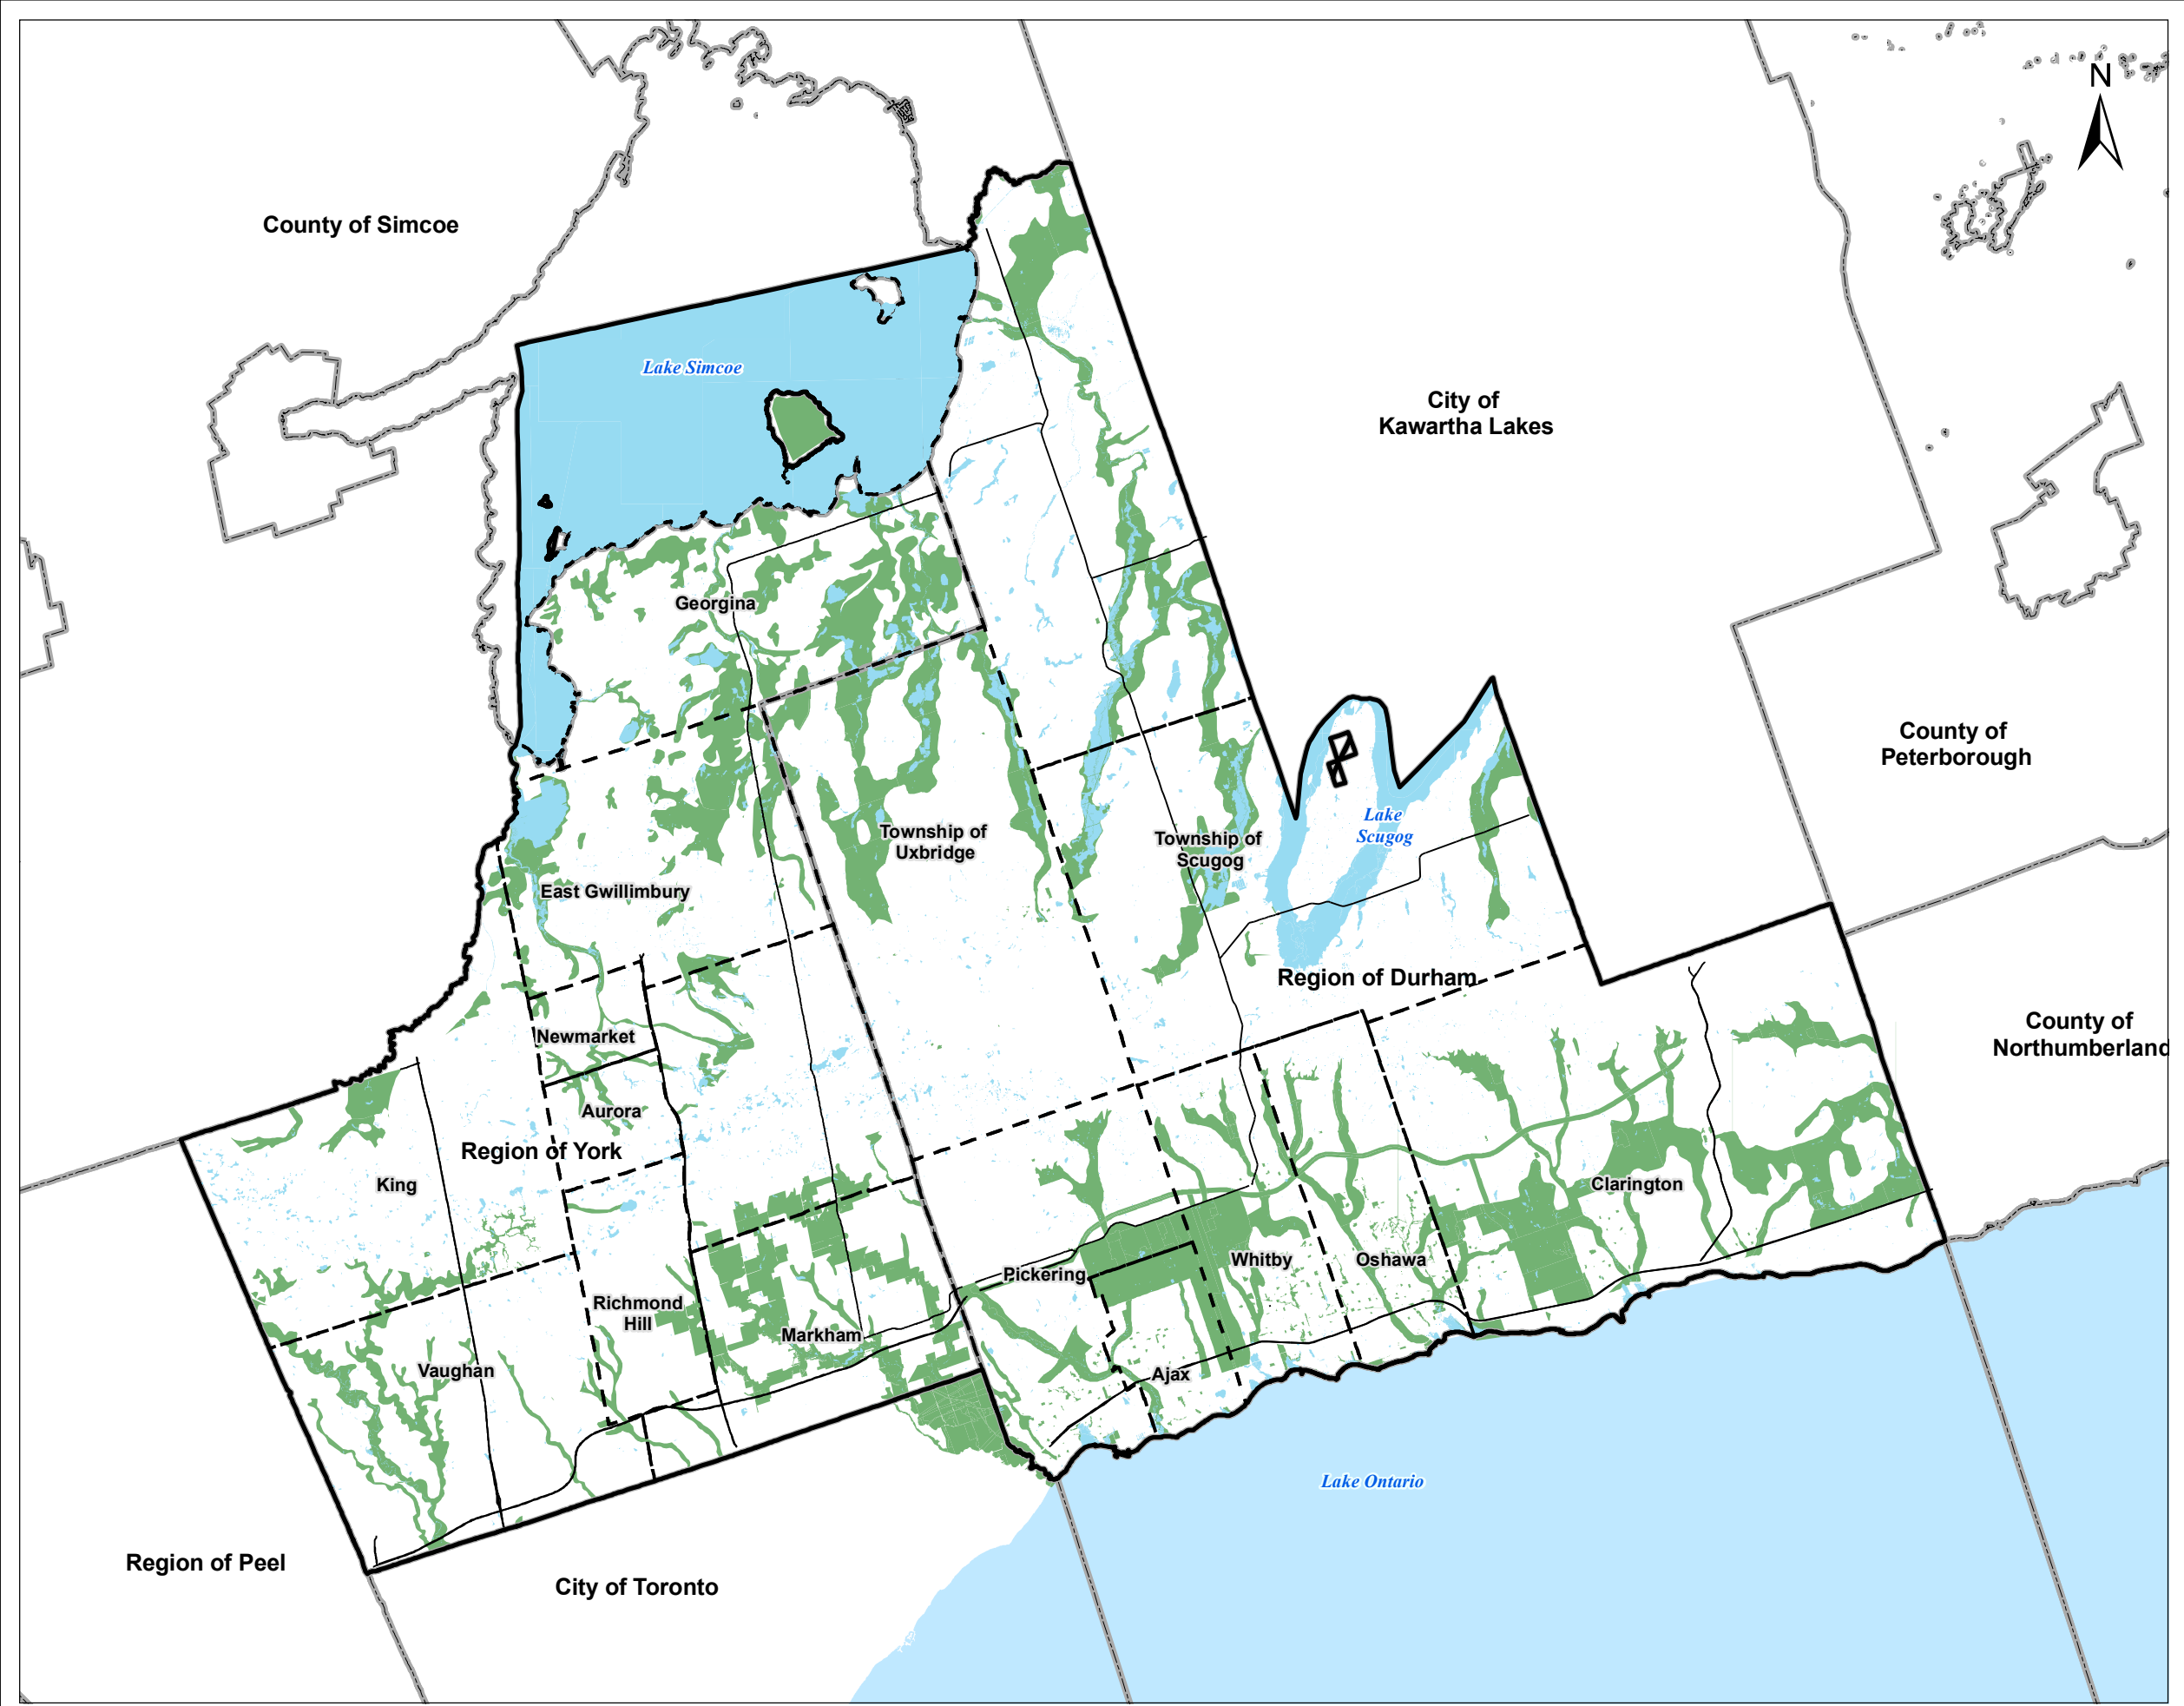 N
County of Simcoe
Lake Simcoe
City of
Kawartha Lakes
Georgina
County of
Peterborough
Township of
Uxbridge
Township of
Scugog
Lake
Scugog
East Gwillimbury
Region of Durham
Newmarket
County of
Northumberland
Aurora
Region of York
King
Clarington
Pickering
Whitby
Oshawa
Richmond
Hill
Markham
Vaughan
Ajax
Lake Ontario
Region of Peel
City of Toronto